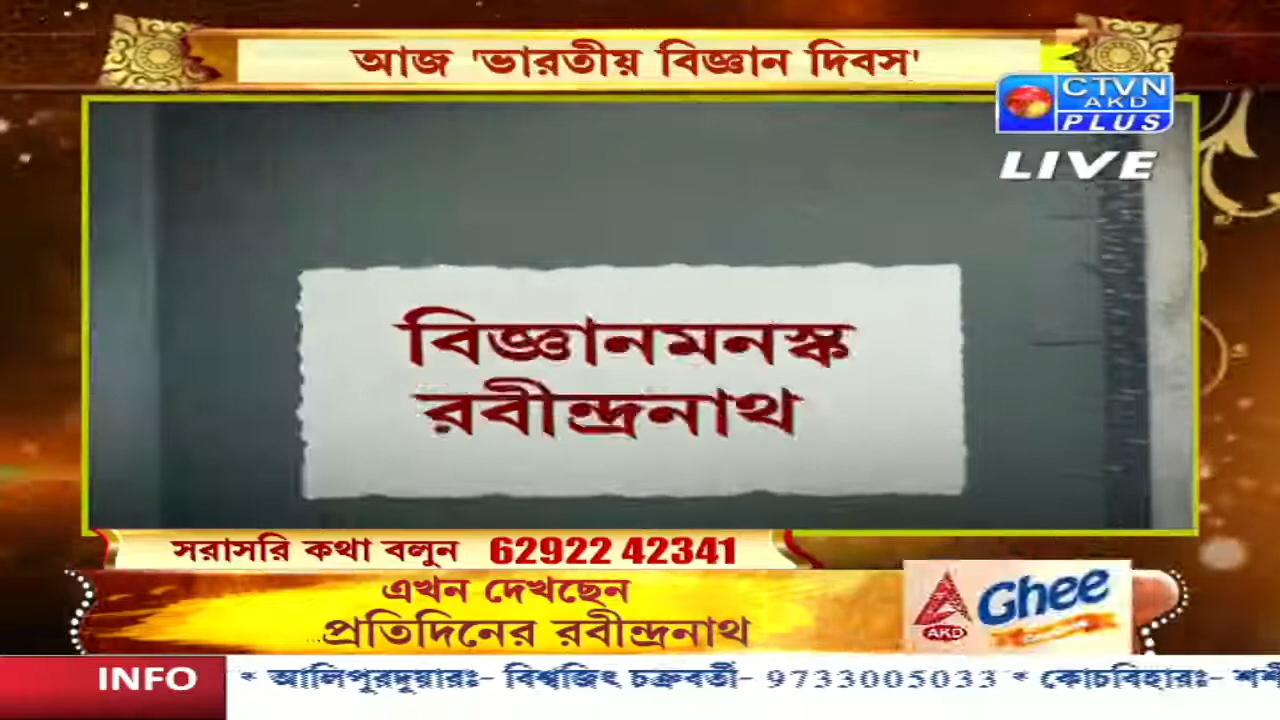 আজ 'ভারতীয় বিজ্ঞান দিবস'
CTVN
AKD
PLUS
LIVE
বিজ্ঞানমনস্ক
রবীন্দ্রনাথ
সরাসরি কথা বলুন 62922 42341
এখন দেখছেন
...প্রতিদিনের রবীন্দ্রনাথ
AKD
Ghee
INFO * আলিপুরদুয়ারঃ- বিশ্বজিৎ চক্রবর্তী- 9733005033 * কোচবিহারঃ- শশী